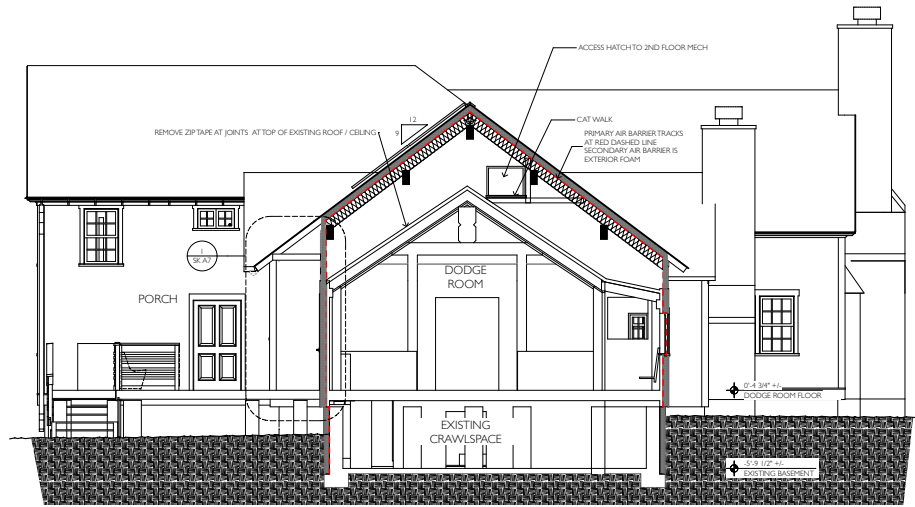 ACCESS HATCH TO 2ND FLOOR MECH
12
9
REMOVE ZIP TAPE AT JOINTS AT TOP OF EXISTING ROOF / CEILING
CAT WALK
PRIMARY AIR BARRIER TRACKS
AT RED DASHED LINE
SECONDARY AIR BARRIER IS
EXTERIOR FOAM
1
SK A7
PORCH
DODGE
ROOM
0'-4 3/4" +/-
DODGE ROOM FLOOR
EXISTING
CRAWLSPACE
-5'-9 1/2" +/-
EXISTING BASEMENT